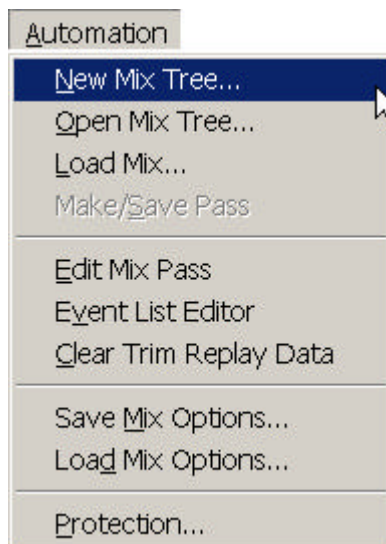 Automation
New Mix Tree...
Open Mix Tree...
Load Mix...
Make/Save Pass
Edit Mix Pass
Event List Editor
Clear Trim Replay Data
Save Mix Options...
Load Mix Options...
Protection...